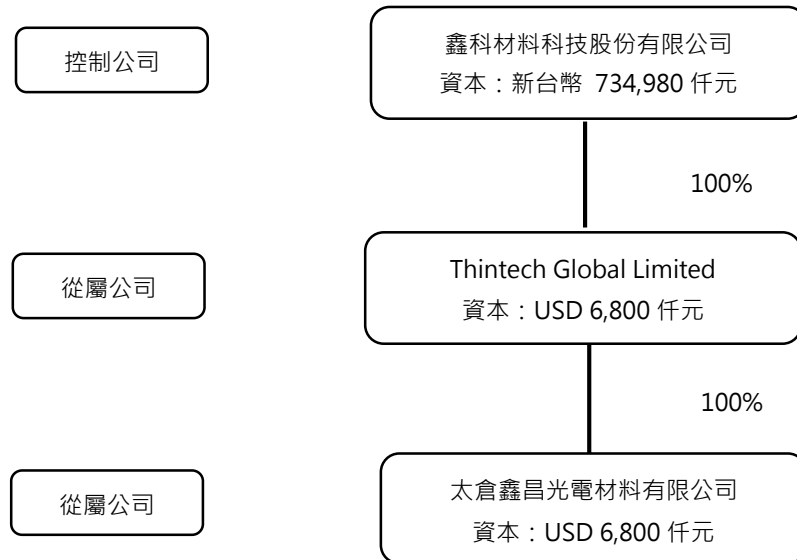 控制公司
鑫科材料科技股份有限公司
資本：新台幣 734,980 仟元
100%
從屬公司
Thintech Global Limited
資本：USD 6,800 仟元
100%
從屬公司
太倉鑫昌光電材料有限公司
資本：USD 6,800 仟元